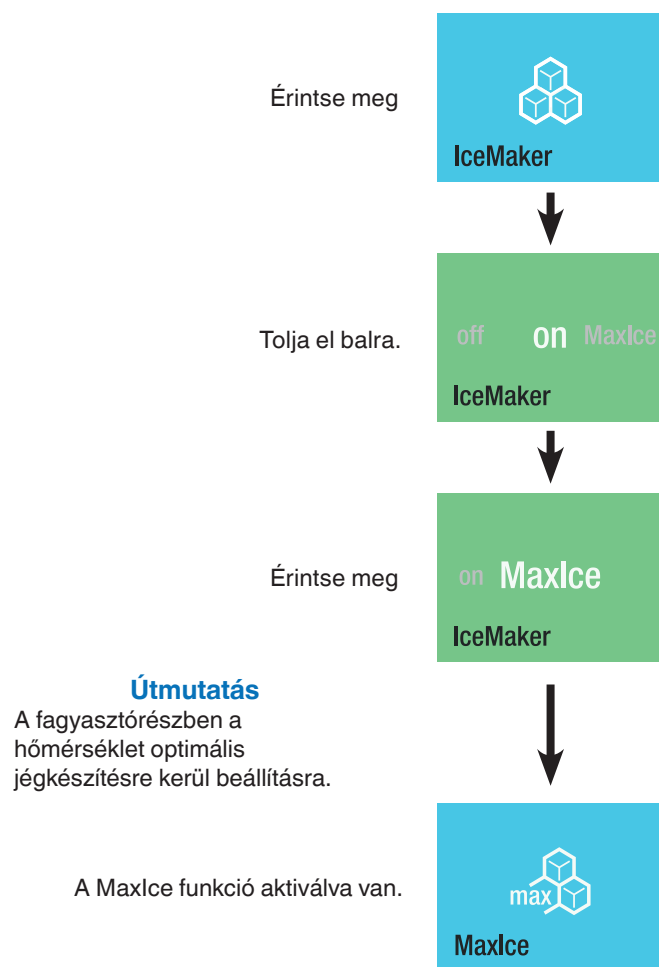 Érintse meg
IceMaker
Tolja el balra.
off on MaxIce
IceMaker
Érintse meg
on MaxIce
IceMaker
Útmutatás
A fagyasztórészben a
hőmérséklet optimális
jégkészítésre kerül beállításra.
A MaxIce funkció aktiválva van.
max
MaxIce